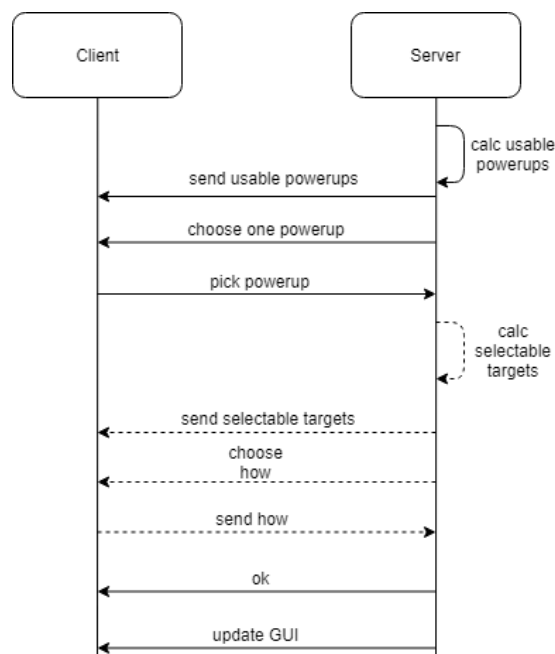 Client
Server
calc usable
powerups
send usable powerups
choose one powerup
pick powerup
calc
selectable
targets
send selectable targets
choose
how
send how
ok
update GUI